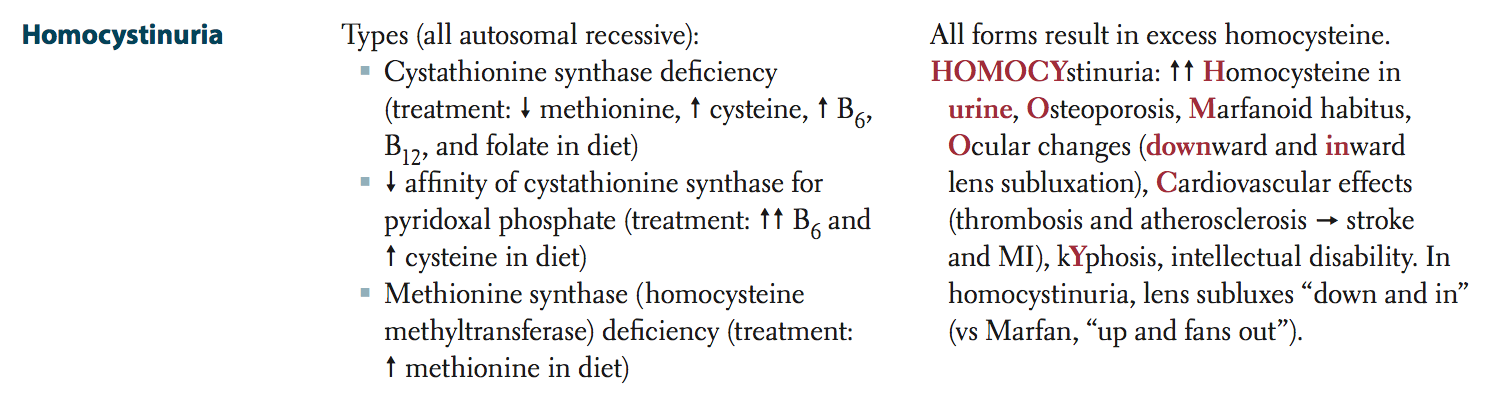 Homocystinuria
Types (all autosomal recessive):
▪ Cystathionine synthase deficiency
(treatment: ↓ methionine, ↑ cysteine, ↑ B6,
B12, and folate in diet)
▪ ↓ affinity of cystathionine synthase for
pyridoxal phosphate (treatment: ↑↑ B6 and
↑ cysteine in diet)
▪ Methionine synthase (homocysteine
methyltransferase) deficiency (treatment:
↑ methionine in diet)
All forms result in excess homocysteine.
HOMOCYstinuria: ↑↑ Homocysteine in
urine, Osteoporosis, Marfanoid habitus,
Ocular changes (downward and inward
lens subluxation), Cardiovascular effects
(thrombosis and atherosclerosis → stroke
and MI), kYphosis, intellectual disability. In
homocystinuria, lens subluxes “down and in”
(vs Marfan, “up and fans out”).